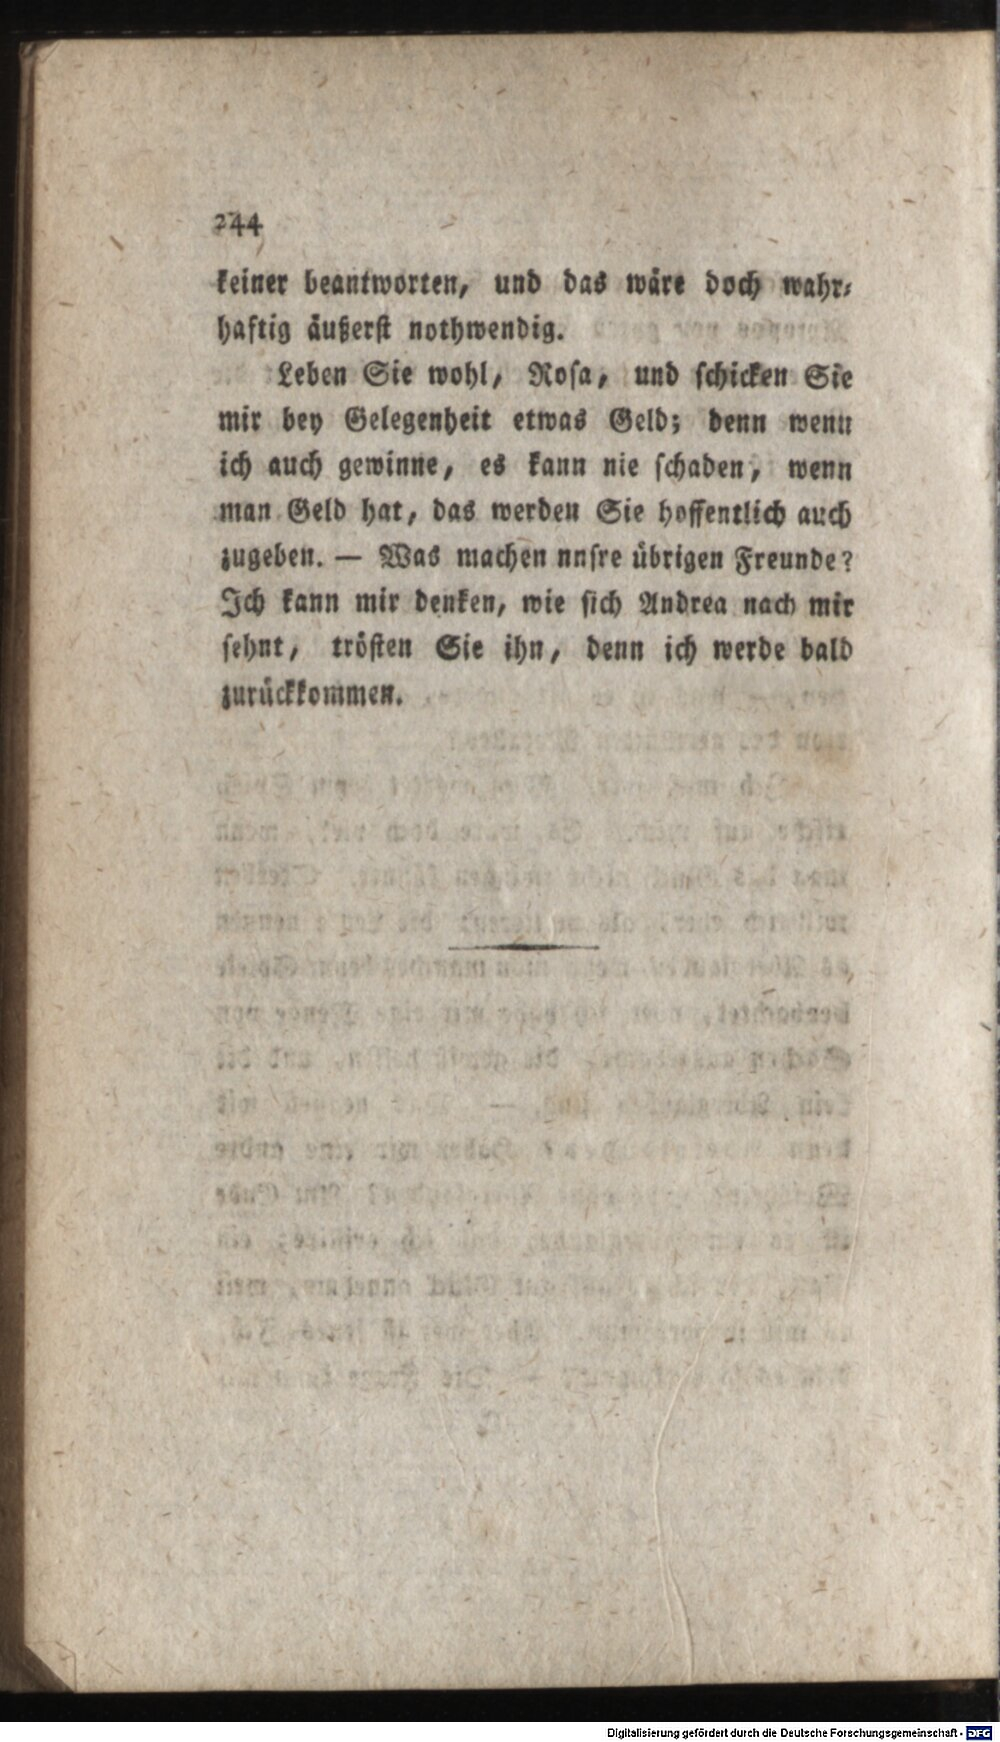 244
keiner beantworten, und das wäre doch wahr⸗
haftig äußerst nothwendig.
Leben Sie wohl, Rosa, und schicken Sie
mir bey Gelegenheit etwas Geld; denn wenn
ich auch gewinne, es kann nie schaden, wenn
man Geld hat, das werden Sie hoffentlich auch
zugeben. — Was machen nnsre übrigen Freunde?
Ich kann mir denken, wie sich Andrea nach mir
sehnt, trösten Sie ihn, denn ich werde bald
zurückkommen.
Digitalisierung gefördert durch die Deutsche Forschungsgemeinschaft - DFG